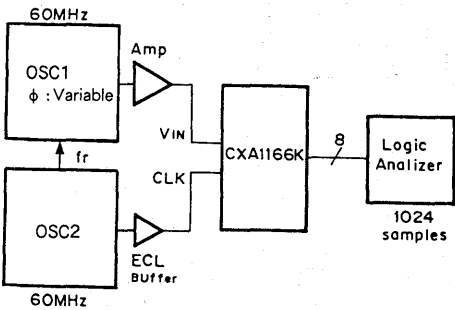 60MHz
OSC1
φ : Variable
Amp
fr
VIN
CLK
CXA1166K
8
Logic
Analizer
1024
samples
OSC2
ECL
Buffer
60MHz